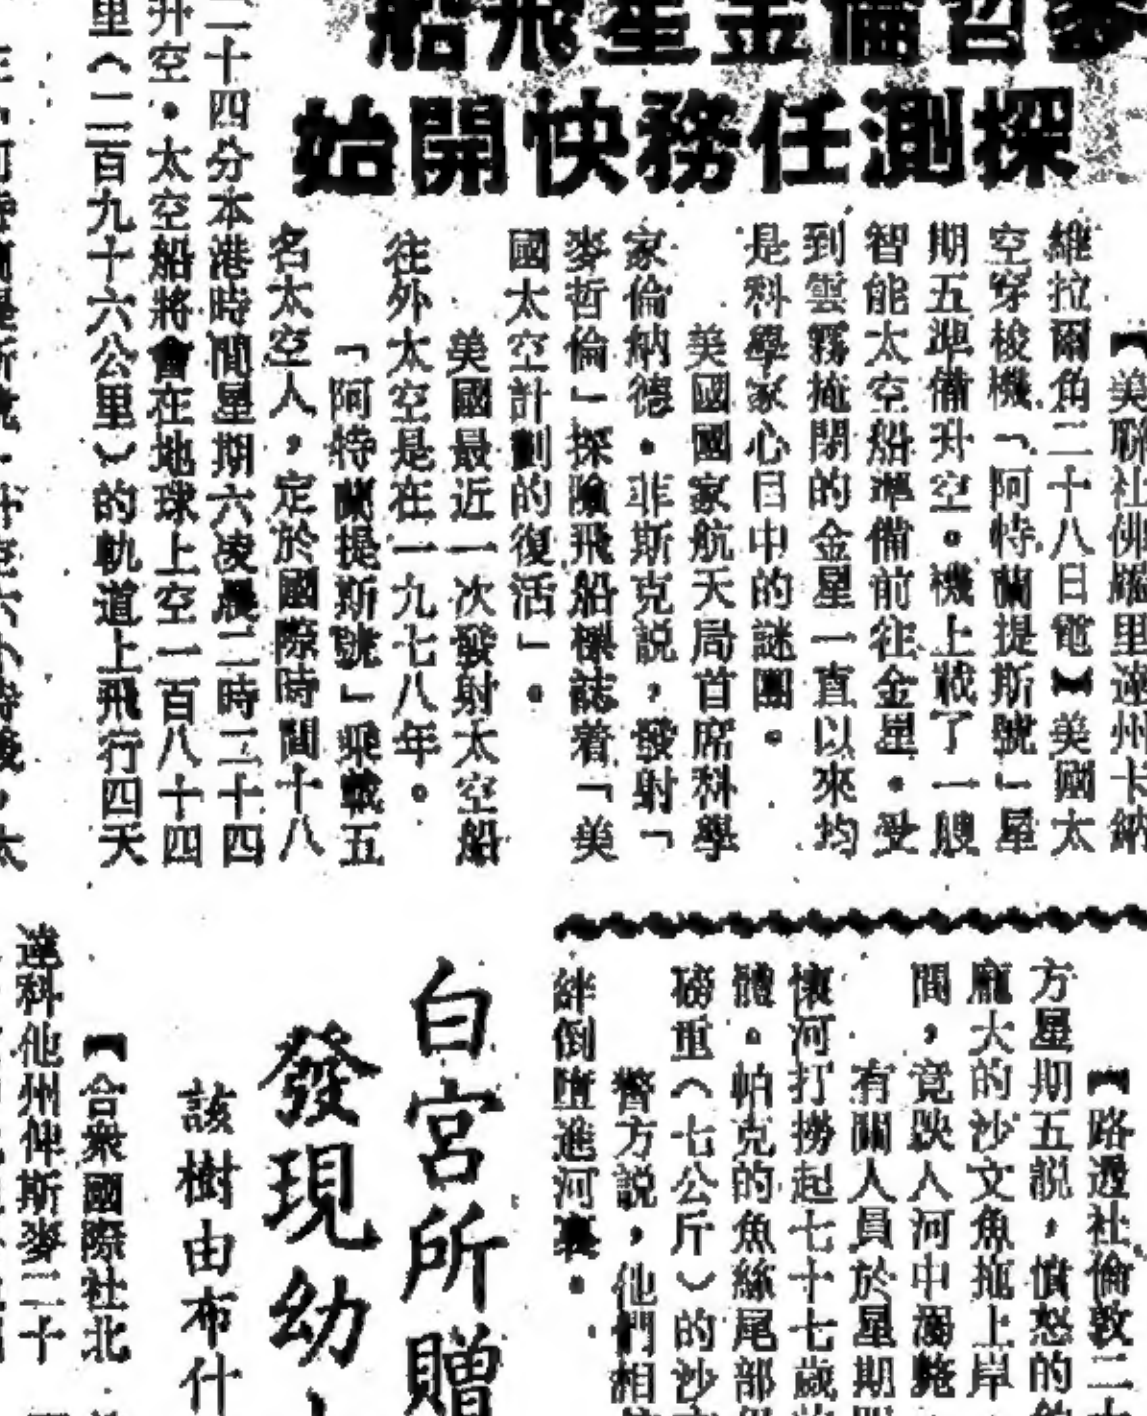 麥哲倫金星飛船
探測任務快開始
【美聯社佛羅里達州卡納
維拉爾角二十八日電】美國太
空穿梭機「阿特蘭提斯號」星
期五準備升空。機上載了一艘
智能太空船準備前往金星。受
到雲霧掩閉的金星一直以來均
是科學家心目中的謎團。
美國國家航天局首席科學
家倫納德・菲斯克說,發射「
麥哲倫」探險飛船標誌着「美
國太空計劃的復活」。
美國最近一次發射太空船
往外太空是在一九七八年。
「阿特蘭提斯號」乘載五
名太空人,定於國際時間十八
二十四分本港時間星期六凌晨二時二十四
升空。太空船將會在地球上空一百八十四
里(二百九十六公里)的軌道上飛行四天
【路透社倫敦二十
方星期五說,憤怒的
龐大的沙文魚拖上岸
間,竟跌入河中溺斃
有關人員於星期
懷河打撈起七十七歲
體。帕克的魚絲尾部
磅重(七公斤)的沙
警方說,他們相
絆倒墮進河裏。
白宮所贈
發現幼
該樹由布什
【合衆國際社北
達科他州俾斯麥二十